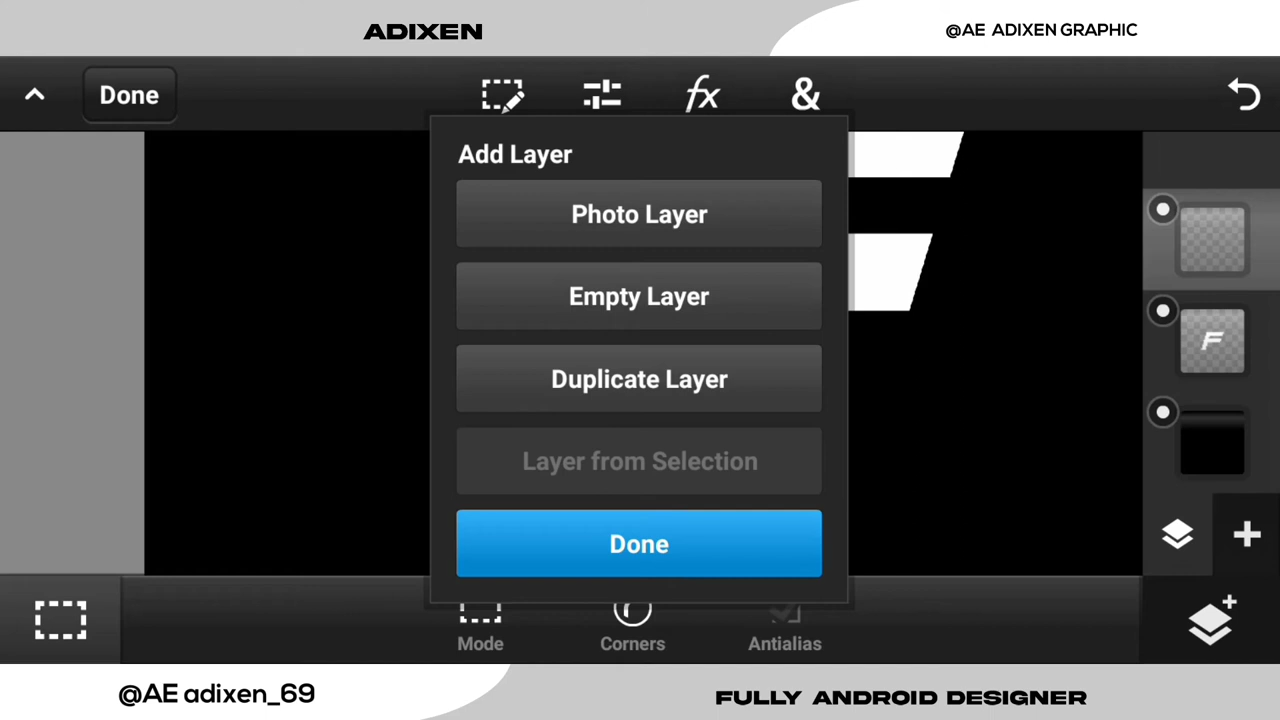 ADIXEN
@AE ADIXEN GRAPHIC
Done
fx
&
Add Layer
Photo Layer
Empty Layer
Duplicate Layer
F
Layer from Selection
Done
Mode
Corners
Antialias
@AE adixen_69
FULLY ANDROID DESIGNER